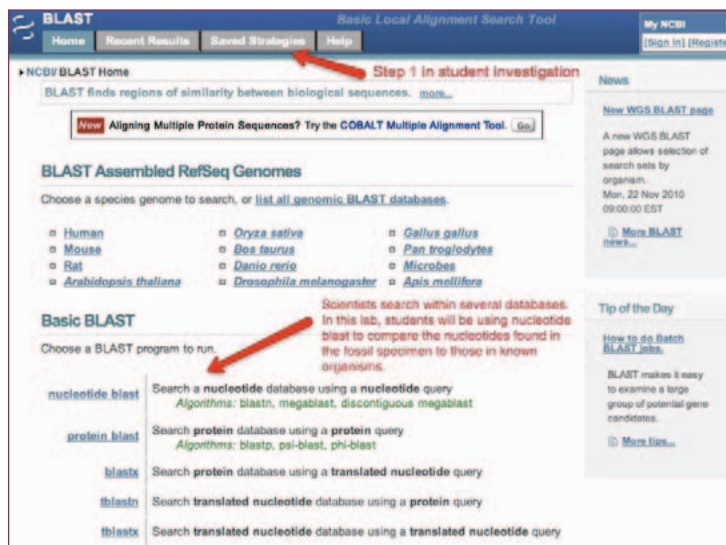 BLAST
Basic Local Alignment Search Tool
Home Recent Results Saved Strategies Help
My NCBI
[Sign In] [Registe
Step 1 in student investigation
NCBI/ BLAST Home
BLAST finds regions of similarity between biological sequences. more...
New Aligning Multiple Protein Sequences? Try the COBALT Multiple Alignment Tool. Go
BLAST Assembled RefSeq Genomes
Choose a species genome to search, or list all genomic BLAST databases.
Human
Mouse
Rat
Arabidopsis thaliana
Oryza sativa
Bos taurus
Danio rerio
Drosophila melanogaster
Gallus gallus
Pan troglodytes
Microbes
Apis mellifera
Scientists search within several databases.
In this lab, students will be using nucleotide
blast to compare the nucleotides found in
the fossil specimen to those in known
organisms.
Basic BLAST
Choose a BLAST program to run.
nucleotide blast Search a nucleotide database using a nucleotide query
Algorithms: blastn, megablast, discontiguous megablast
protein blast Search protein database using a protein query
Algorithms: blastp, psi-blast, phi-blast
blastx Search protein database using a translated nucleotide query
tblastn Search translated nucleotide database using a protein query
tblastx Search translated nucleotide database using a translated nucleotide query
News
New WGS BLAST page
A new WGS BLAST
page allows selection of
search sets by
organism.
Mon, 22 Nov 2010
09:00:00 EST
More BLAST
news...
Tip of the Day
How to do Batch
BLAST jobs.
BLAST makes it easy
to examine a large
group of potential gene
candidates.
More tips...